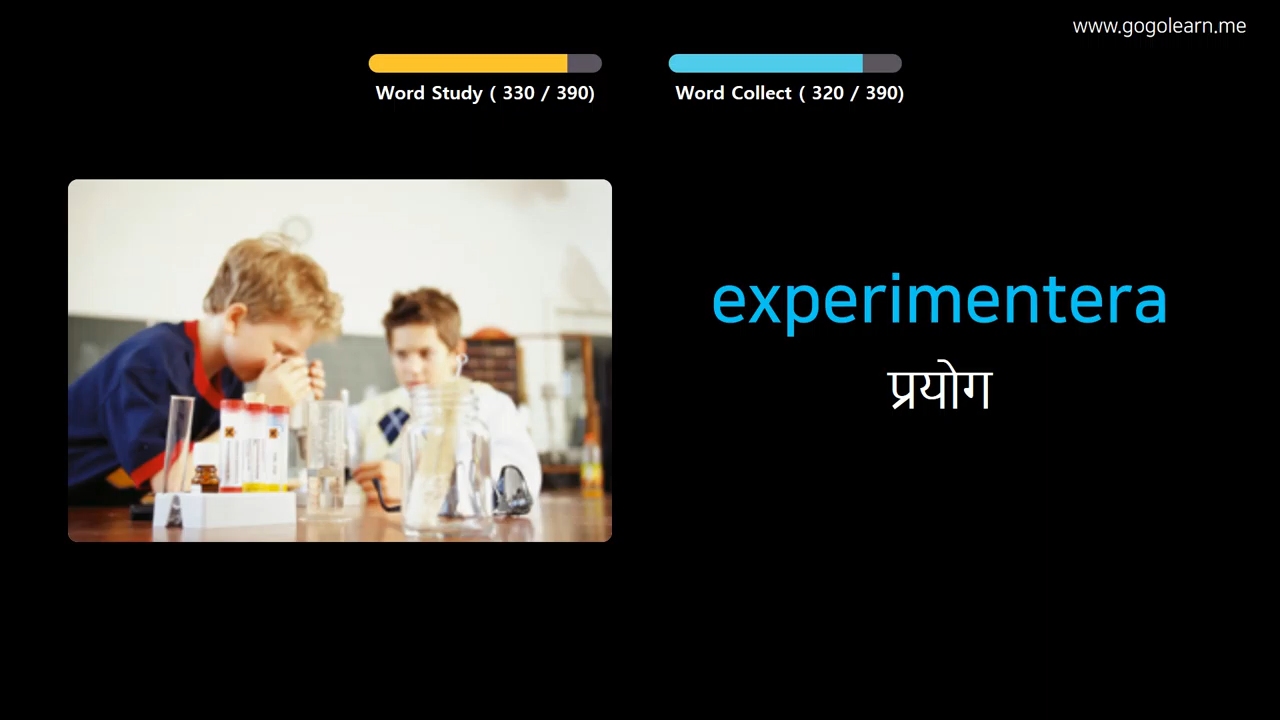 www.gogolearn.me
Word Study ( 330 / 390)
Word Collect ( 320 / 390)
experimentera
प्रयोग